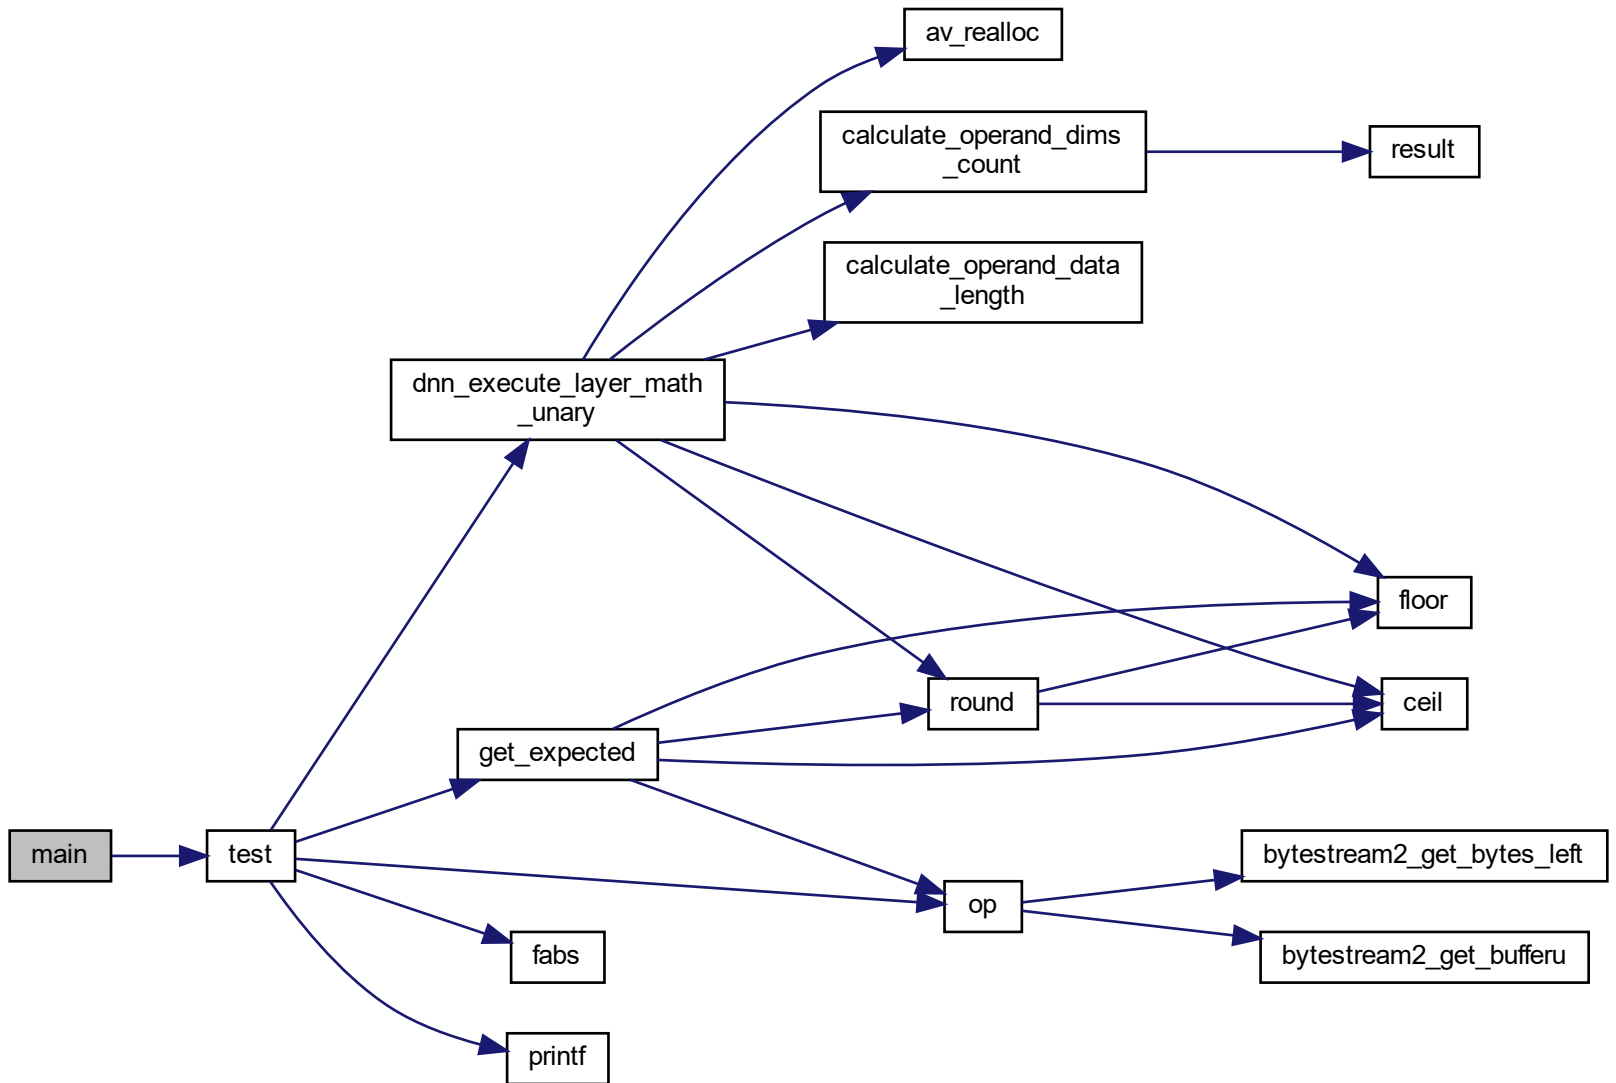 av_realloc
calculate_operand_dims
_count
result
calculate_operand_data
_length
dnn_execute_layer_math
_unary
floor
round
ceil
get_expected
main
test
bytestream2_get_bytes_left
op
fabs
bytestream2_get_bufferu
printf